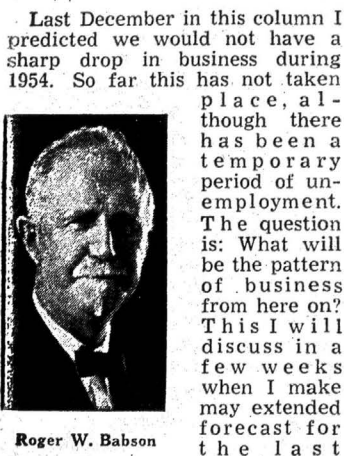 Last December in this column I
predicted we would not have a
sharp drop in business during
1954. So far this has not taken
place, al-
though there
has been a
temporary
period of un-
employment.
The question
is: What will
be the pattern
of business
from here on?
This I will
discuss in a
few weeks
when I make
may extended
forecast for
the last
Roger W. Babson